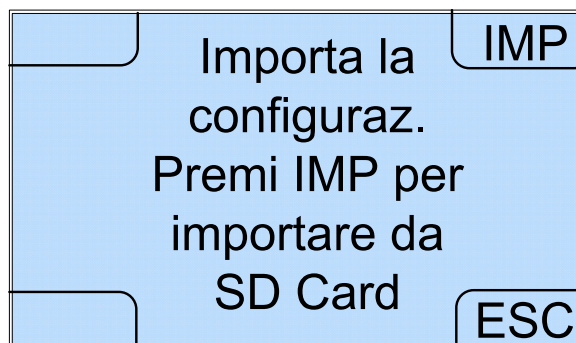 Importa la
IMP
configuraz.
Premi IMP per
importare da
SD Card
ESC